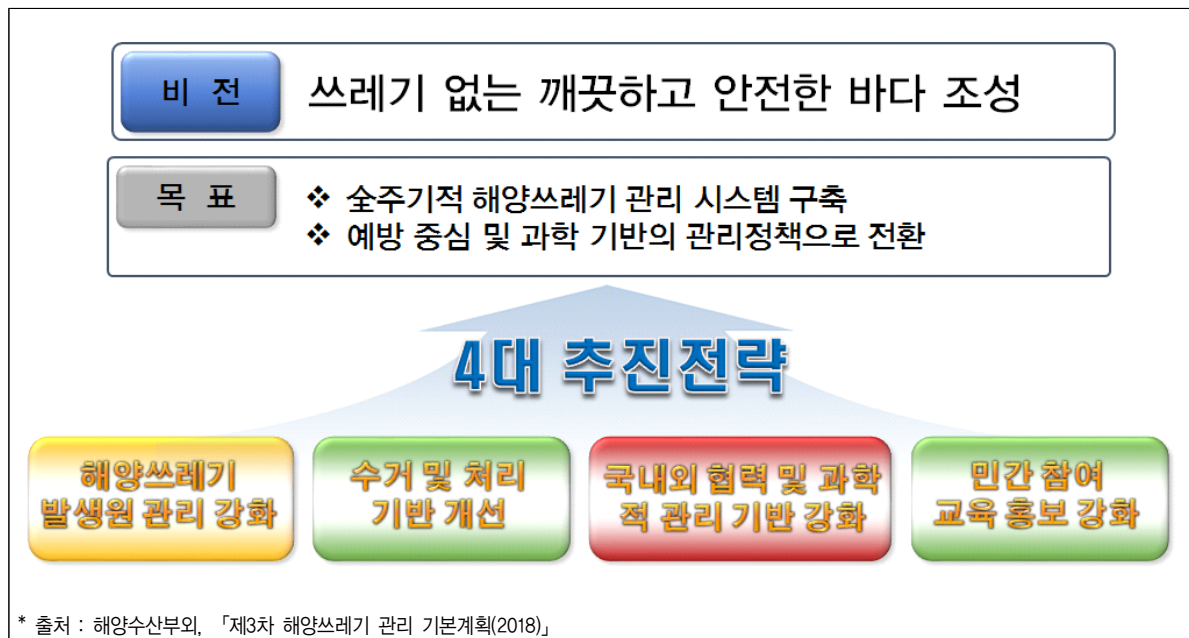 비 전
쓰레기 없는 깨끗하고 안전한 바다 조성
목 표
❖ 全주기적 해양쓰레기 관리 시스템 구축
❖ 예방 중심 및 과학 기반의 관리정책으로 전환
4대 추진전략
해양쓰레기
발생원 관리 강화
수거 및 처리
기반 개선
국내외 협력 및 과학
적 관리 기반 강화
민간 참여
교육 홍보 강화
* 출처 : 해양수산부외, 「제3차 해양쓰레기 관리 기본계획(2018)」